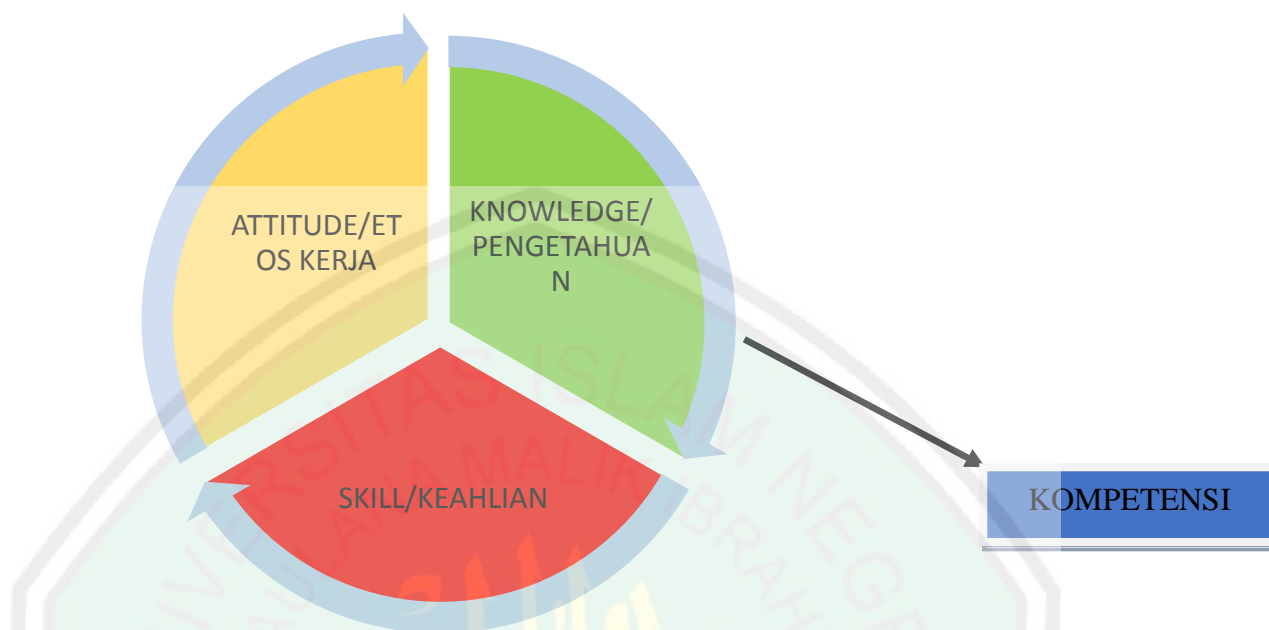 ATTITUDE/ET
OS KERJA
KNOWLEDGE/
PENGETAHUA
N
SKILL/KEAHLIAN
KOMPETENSI